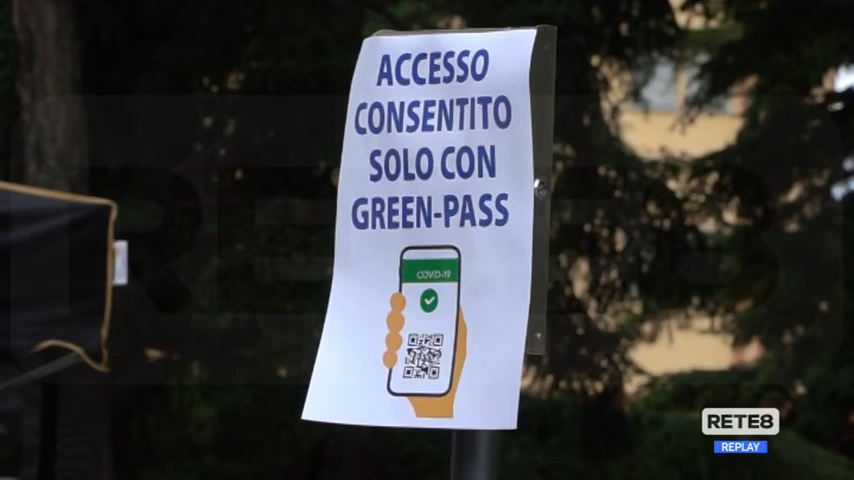 ACCESSO
CONSENTITO
SOLO CON
GREEN-PASS
COVID-19
RETE8
REPLAY